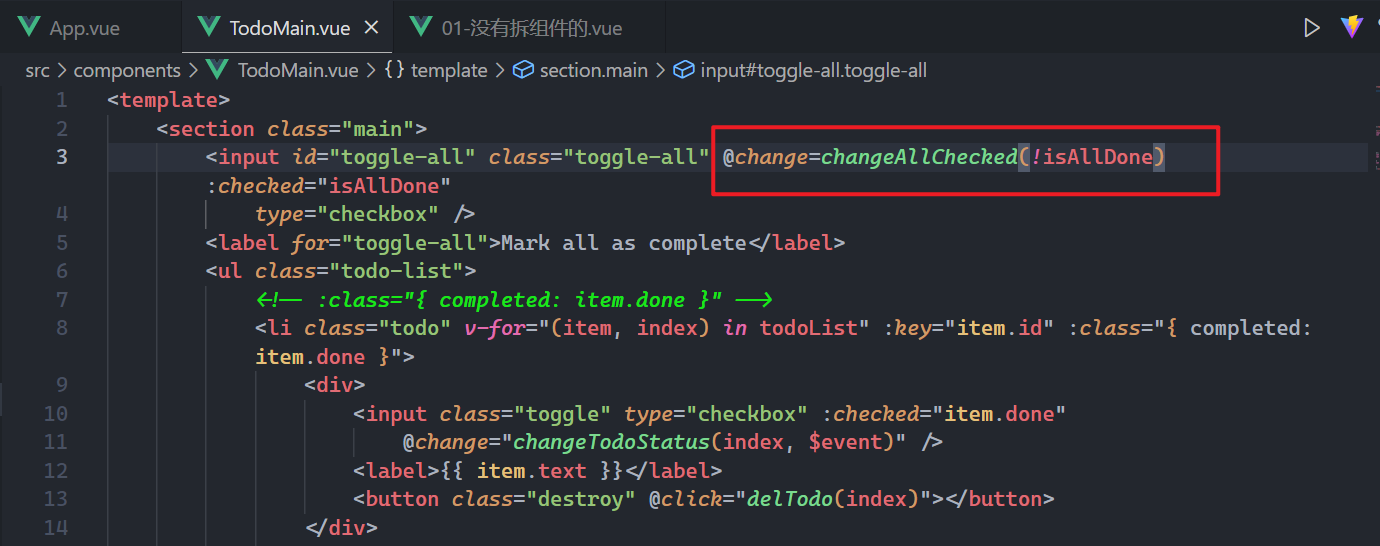 App.vue
TodoMain.vue
01-没有拆组件的.vue
src > components > TodoMain.vue > {} template > section.main > input#toggle-all.toggle-all
1 <template>
2 <section class="main">
3 <input id="toggle-all" class="toggle-all" @change=changeAllChecked(!isAllDone)
:checked="isAllDone"
4 type="checkbox" />
5 <label for="toggle-all">Mark all as complete</label>
6 <ul class="todo-list">
7 <!-- :class="{ completed: item.done }" -->
8 <li class="todo" v-for="(item, index) in todoList" :key="item.id" :class="{ completed:
item.done }">
9 <div>
10 <input class="toggle" type="checkbox" :checked="item.done"
11 @change="changeTodoStatus(index, $event)" />
12 <label>{{ item.text }}</label>
13 <button class="destroy" @click="delTodo(index)"></button>
14 </div>